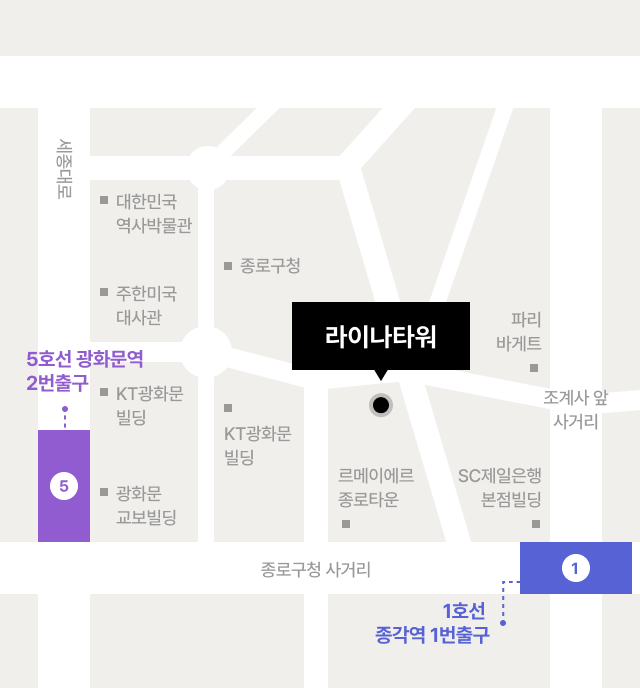 세종대로
대한민국
역사박물관
종로구청
주한미국
대사관
라이나타워
파리
바게트
5호선 광화문역
2번출구
KT광화문
빌딩
조계사 앞
사거리
KT광화문
빌딩
르메이에르
종로타운
SC제일은행
본점빌딩
5
광화문
교보빌딩
종로구청 사거리
1
1호선
종각역 1번출구